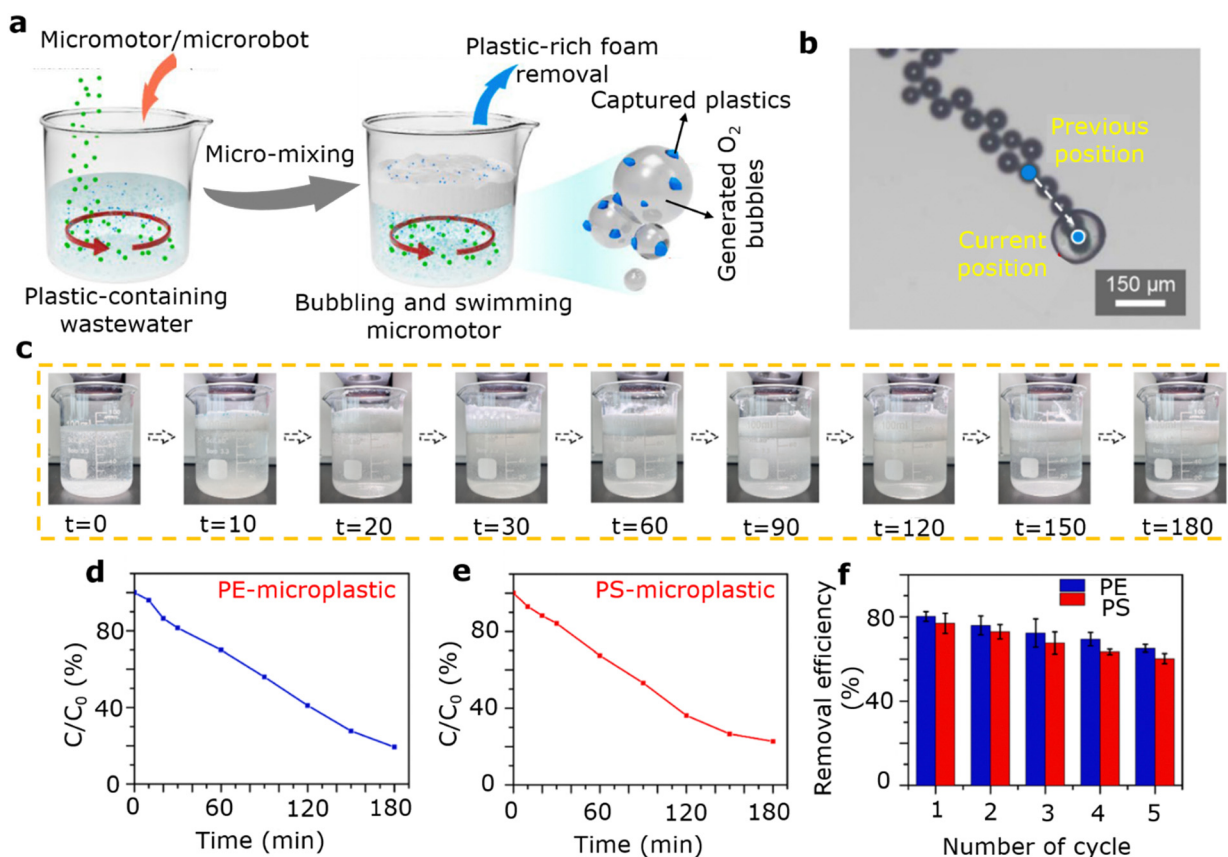 a
Micromotor/microrobot
Plastic-rich foam
removal
Captured plastics
Micro-mixing
Generated O₂
bubbles
Plastic-containing
wastewater
Bubbling and swimming
micromotor
b
Previous
position
Current
position
150 µm
c
t=0
t=10
t=20
t=30
t=60
t=90
t=120
t=150
t=180
d
PE-microplastic
C/C₀ (%)
80
40
0
0
60
120
180
Time (min)
e
PS-microplastic
C/C₀ (%)
80
40
0
0
60
120
180
Time (min)
f
PE
PS
Removal efficiency
(%)
80
40
0
1
2
3
4
5
Number of cycle